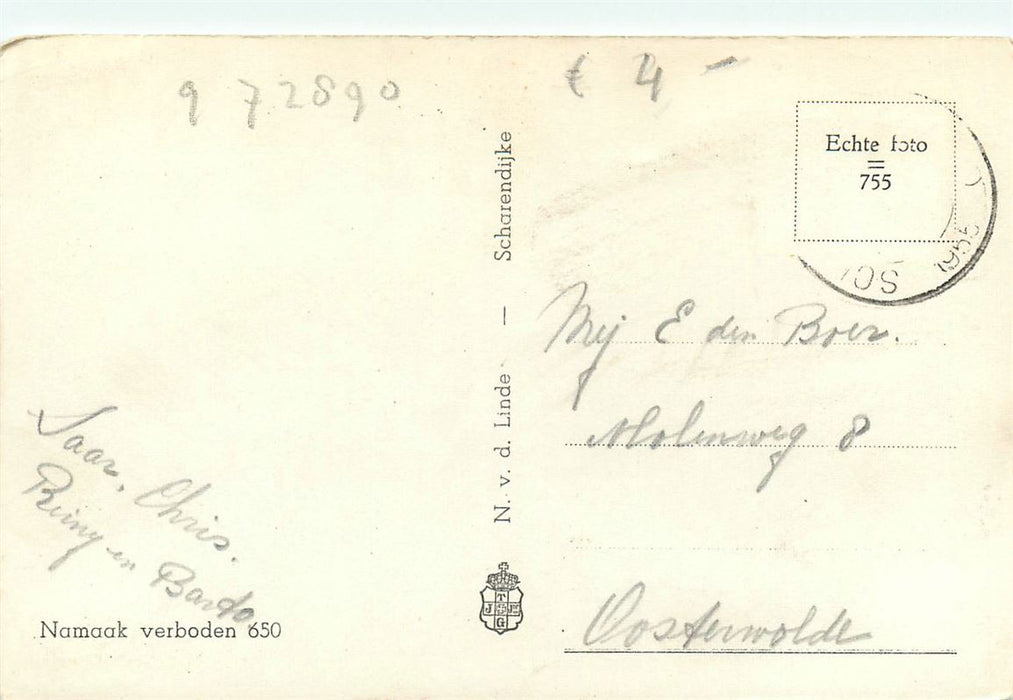 9 72890
€ 4 -
Echte foto
=
755
1955
Scharendijke
—
N. v. d. Linde
Mej E den Boer.
Molenweg 8
Oosterwolde
Saar, Chris.
Riny en Barto
Namaak verboden 650